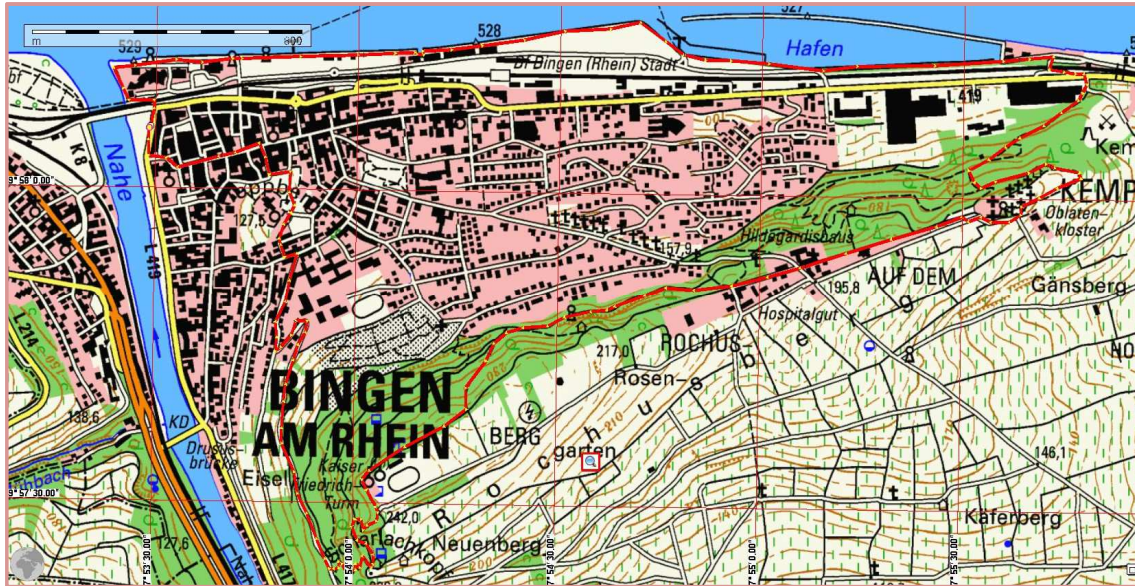 527
528
529
m
800
Hafen
Bf Bingen (Rhein) Stadt
L 419
K 8
Nahe
9°58'0.00"
127,6
KEMP
Oblaten-
kloster
Hildegardishaus
157,9
L 419
AUF DEM
195,8
Gänsberg
Hospitalgut
L 214
217,0
ROCHUS-
Rosen-
BINGEN
AM RHEIN
138,6
KD
BERG
garten
Drusus-
brücke
Kaiser
Friedrich-
Turm
Eisel
146,1
9°57'30.00"
242,0
Käferberg
Neuenberg
127,6
7°53'30.00"
7°54'0.00"
7°54'30.00"
7°55'0.00"
7°55'30.00"